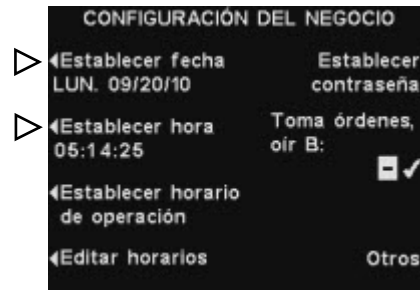 CONFIGURACIÓN DEL NEGOCIO
Establecer fecha
LUN. 09/20/10
Establecer hora
05:14:25
Establecer horario
de operación
Editar horarios
Establecer
contraseña
Toma órdenes,
oir B:
Otros